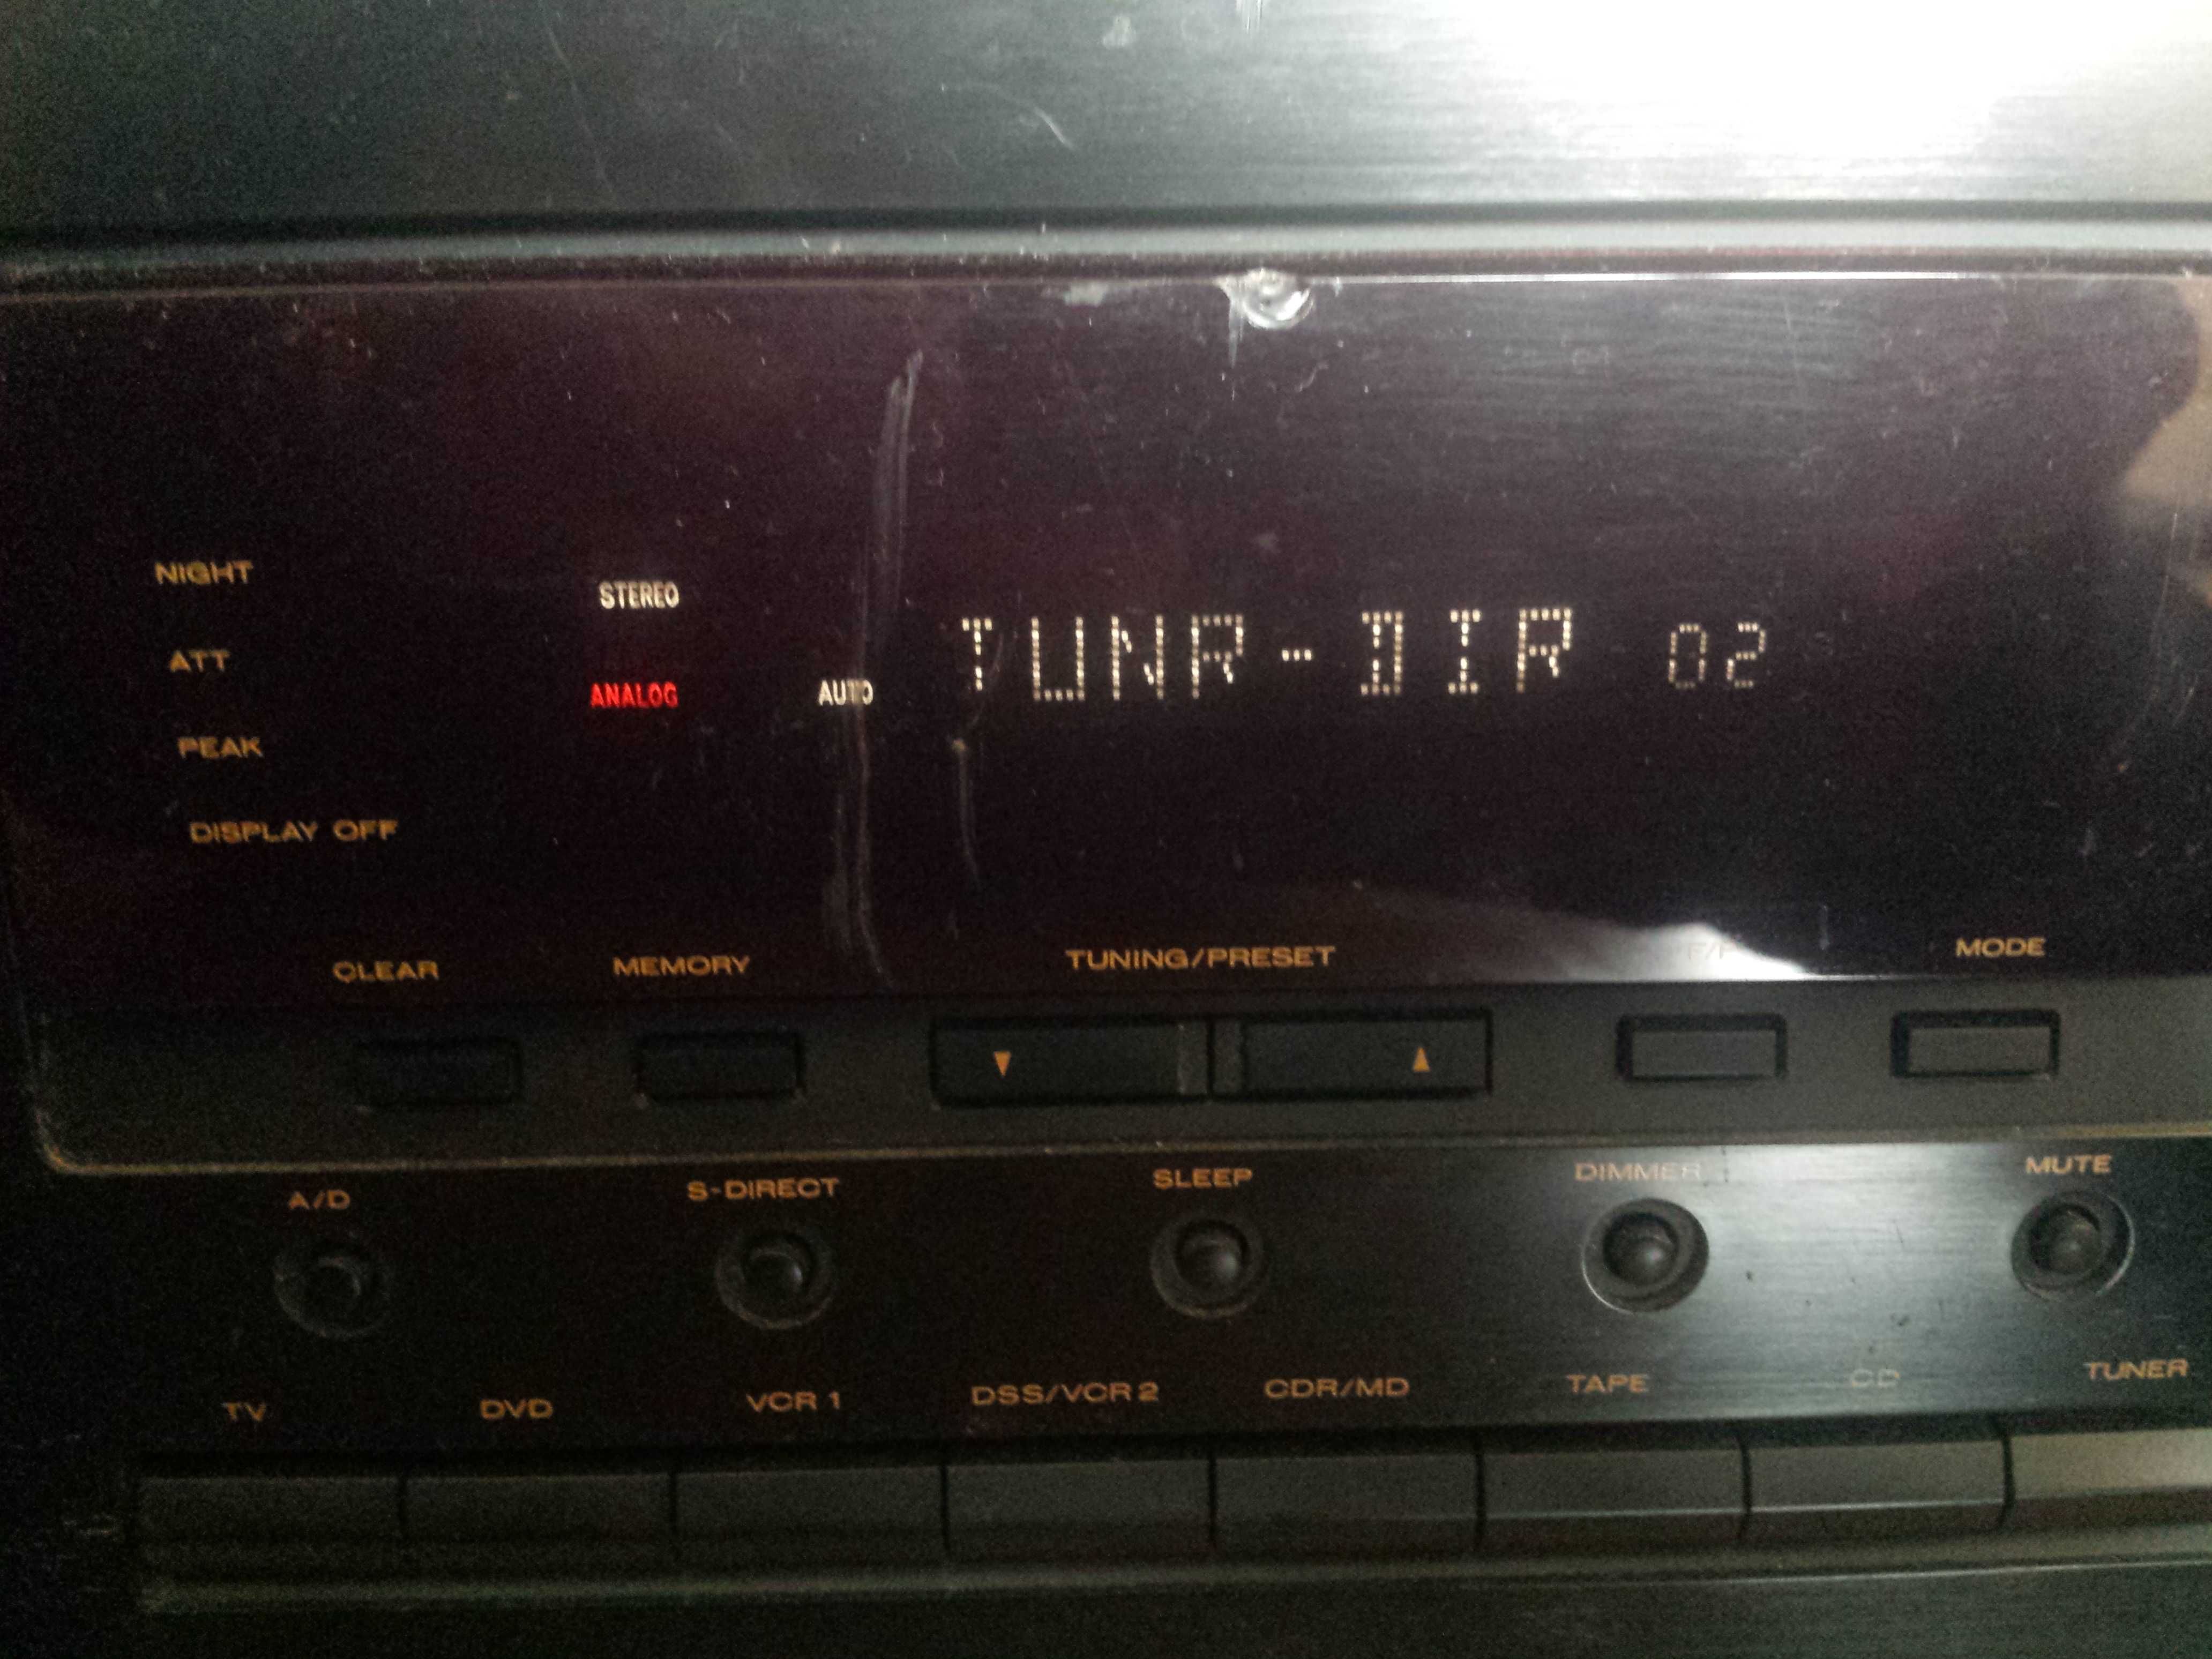 NIGHT
STEREO
TUNR-DIR 02
ATT
ANALOG
AUTO
PEAK
DISPLAY OFF
CLEAR
MEMORY
TUNING/PRESET
MODE
A/D
S-DIRECT
SLEEP
DIMMER
MUTE
TV
DVD
VCR 1
DSS/VCR 2
CDR/MD
TAPE
CD
TUNER